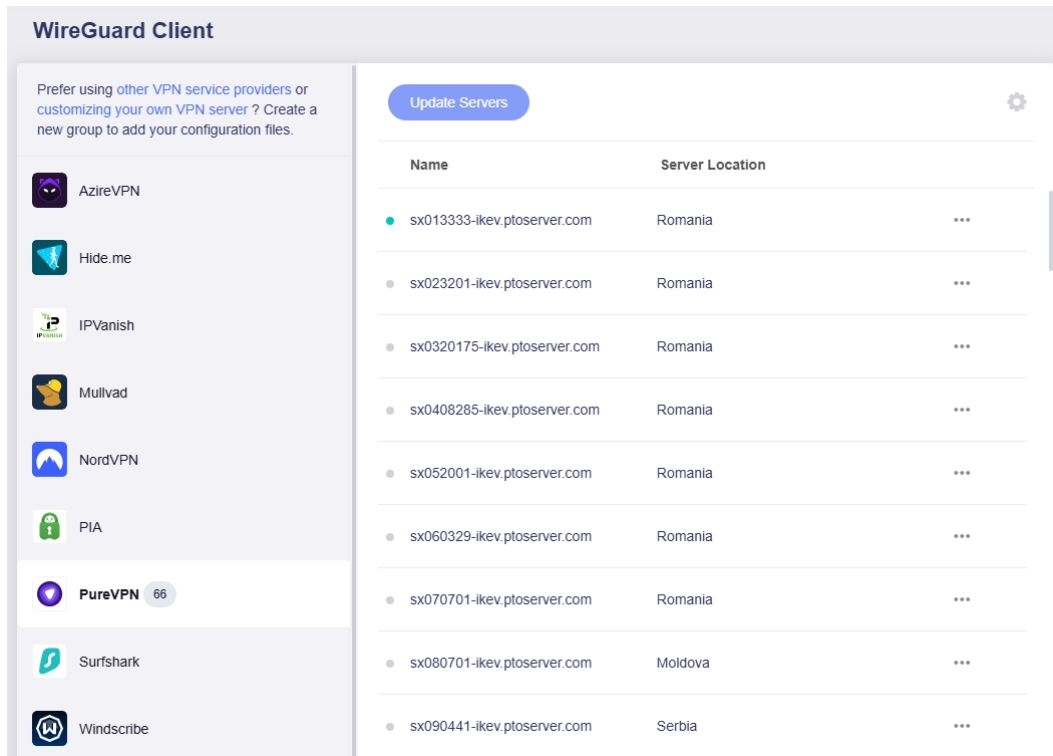 WireGuard Client
Prefer using other VPN service providers or
customizing your own VPN server ? Create a
new group to add your configuration files.
AzireVPN
Hide.me
IPVANISH
IPVanish
Mullvad
NordVPN
PIA
PureVPN 66
Surfshark
Windscribe
Update Servers
Name Server Location
sx013333-ikev.ptoserver.com Romania
sx023201-ikev.ptoserver.com Romania
sx0320175-ikev.ptoserver.com Romania
sx0408285-ikev.ptoserver.com Romania
sx052001-ikev.ptoserver.com Romania
sx060329-ikev.ptoserver.com Romania
sx070701-ikev.ptoserver.com Romania
sx080701-ikev.ptoserver.com Moldova
sx090441-ikev.ptoserver.com Serbia